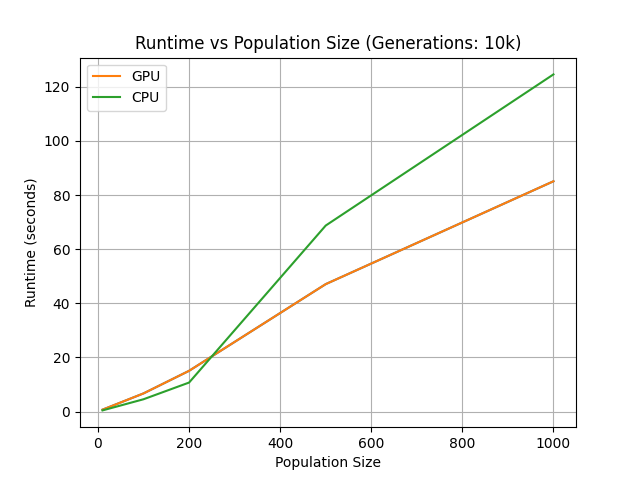 Runtime vs Population Size (Generations: 10k)
GPU
CPU
Runtime (seconds)
120
100
80
60
40
20
0
0 200 400 600 800 1000
Population Size